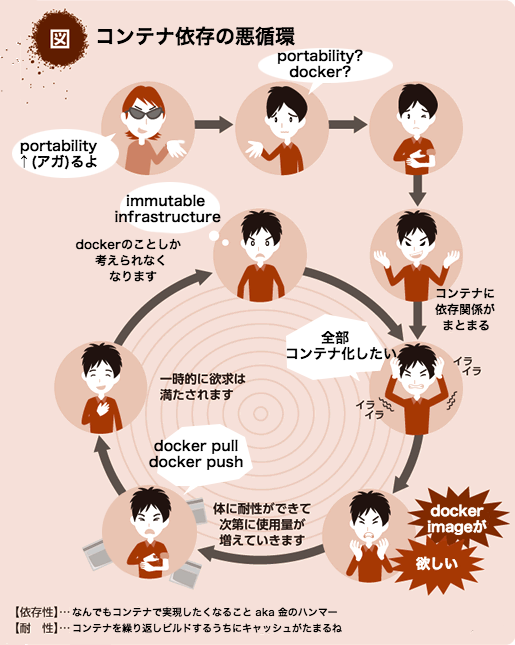 図
コンテナ依存の悪循環
portability?
docker?
portability
↑(アガ)るよ
immutable
infrastructure
dockerのことしか
考えられなく
なります
コンテナに
依存関係が
まとまる
全部
コンテナ化したい
イラ
イラ
イラ
イラ
一時的に欲求は
満たされます
docker pull
docker push
体に耐性ができて
次第に使用量が
増えていきます
docker
imageが
欲しい
【依存性】…なんでもコンテナで実現したくなること aka 金のハンマー
【耐　性】…コンテナを繰り返しビルドするうちにキャッシュがたまるね